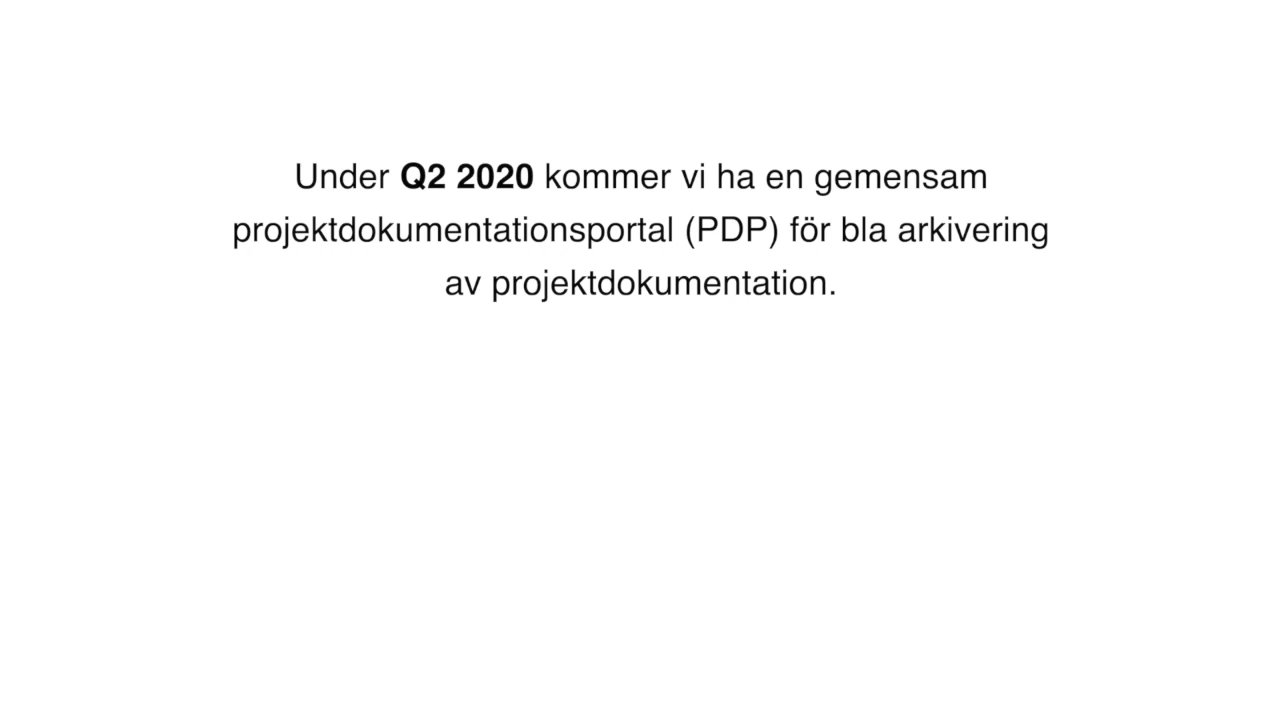 Under Q2 2020 kommer vi ha en gemensam
projektdokumentationsportal (PDP) för bla arkivering
av projektdokumentation.